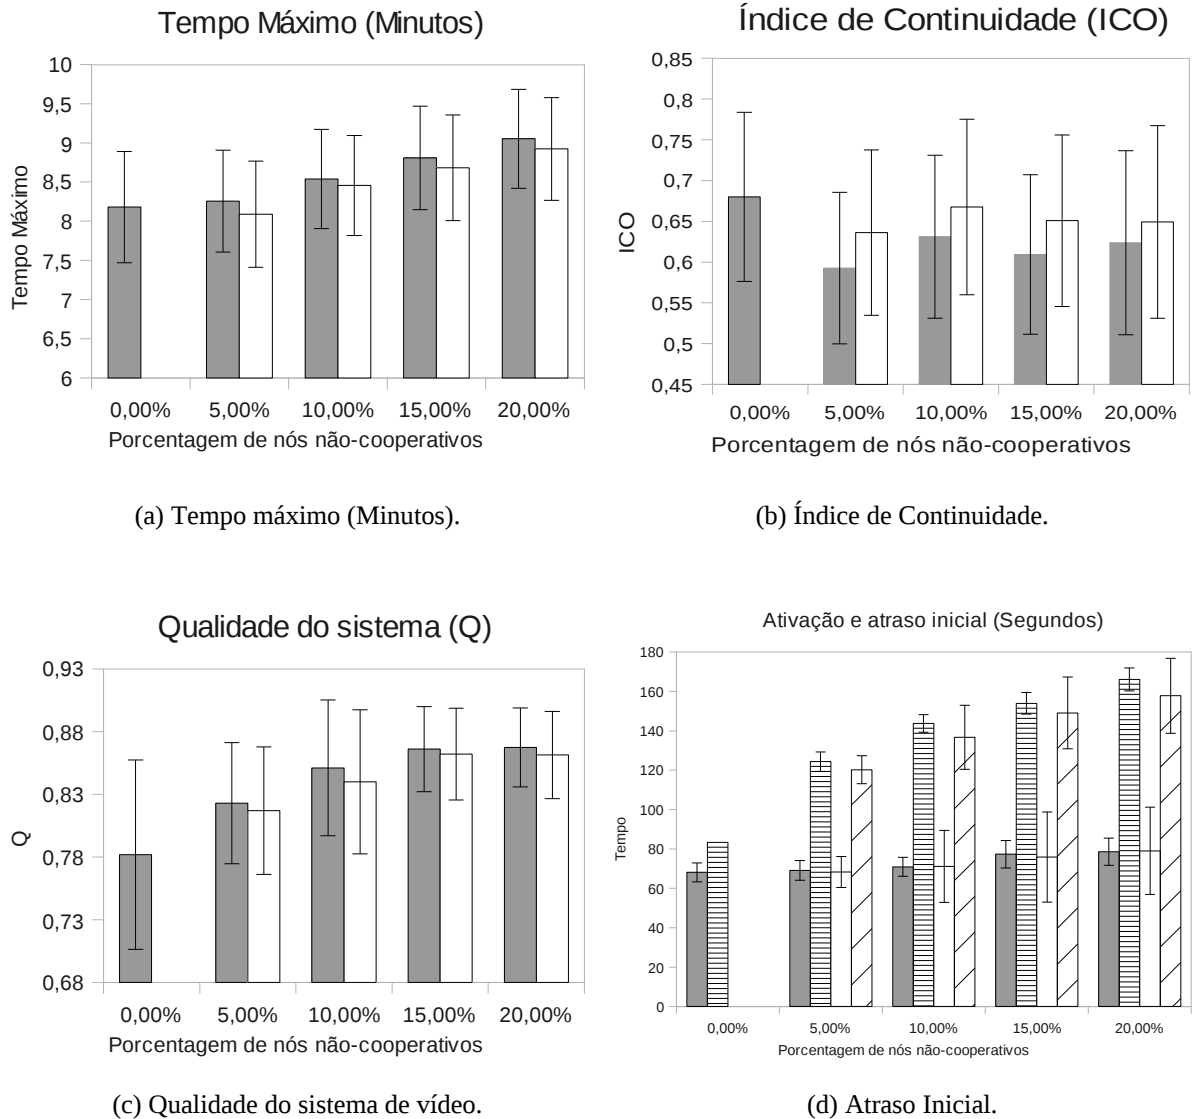 Tempo Máximo (Minutos)
10
9,5
9
8,5
8
7,5
7
6,5
6
Tempo Máximo
0,00% 5,00% 10,00% 15,00% 20,00%
Porcentagem de nós não-cooperativos
(a) Tempo máximo (Minutos).
Índice de Continuidade (ICO)
0,85
0,8
0,75
0,7
0,65
0,6
0,55
0,5
0,45
ICO
0,00% 5,00% 10,00% 15,00% 20,00%
Porcentagem de nós não-cooperativos
(b) Índice de Continuidade.
Qualidade do sistema (Q)
0,93
0,88
0,83
0,78
0,73
0,68
Q
0,00% 5,00% 10,00% 15,00% 20,00%
Porcentagem de nós não-cooperativos
(c) Qualidade do sistema de vídeo.
Ativação e atraso inicial (Segundos)
180
160
140
120
100
80
60
40
20
0
Tempo
0,00% 5,00% 10,00% 15,00% 20,00%
Porcentagem de nós não-cooperativos
(d) Atraso Inicial.